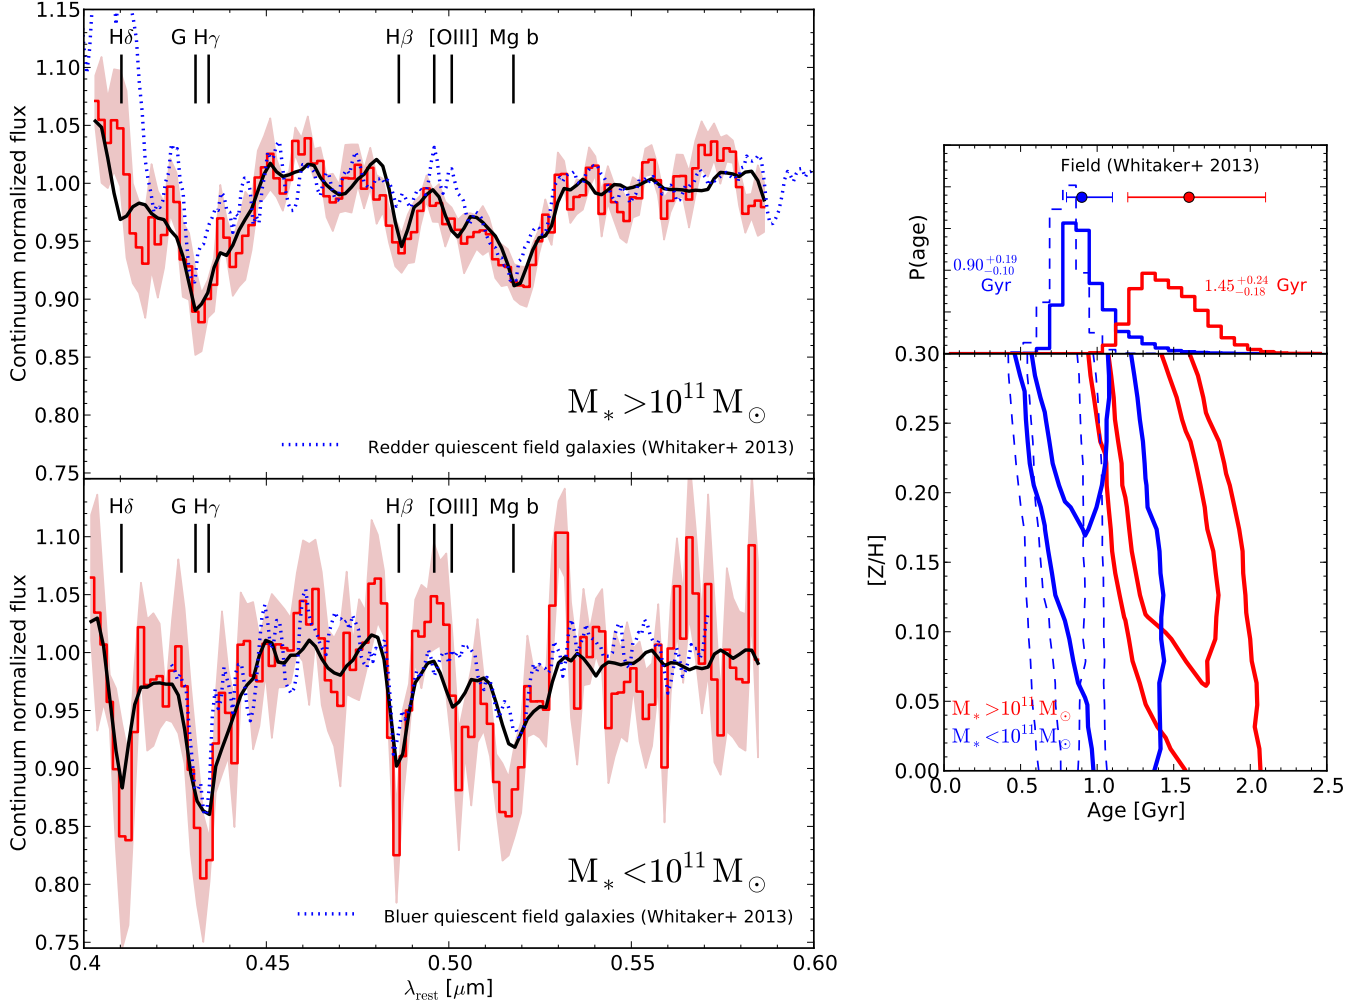 1.15
Hδ G Hγ Hβ [OIII] Mg b
1.10
1.05
1.00
0.95
0.90
0.85
0.80
0.75
Continuum normalized flux
M* >10^11 M⊙
Redder quiescent field galaxies (Whitaker+ 2013)
Hδ G Hγ Hβ [OIII] Mg b
1.10
1.05
1.00
0.95
0.90
0.85
0.80
0.75
Continuum normalized flux
M* <10^11 M⊙
Bluer quiescent field galaxies (Whitaker+ 2013)
0.4 0.45 0.50 0.55 0.60
λrest [μm]
Field (Whitaker+ 2013)
P(age)
0.90 +0.19 −0.10
Gyr
1.45 +0.24 −0.18 Gyr
0.30
0.25
0.20
0.15
0.10
0.05
0.00
[Z/H]
M* >10^11 M⊙
M* <10^11 M⊙
0.0 0.5 1.0 1.5 2.0 2.5
Age [Gyr]